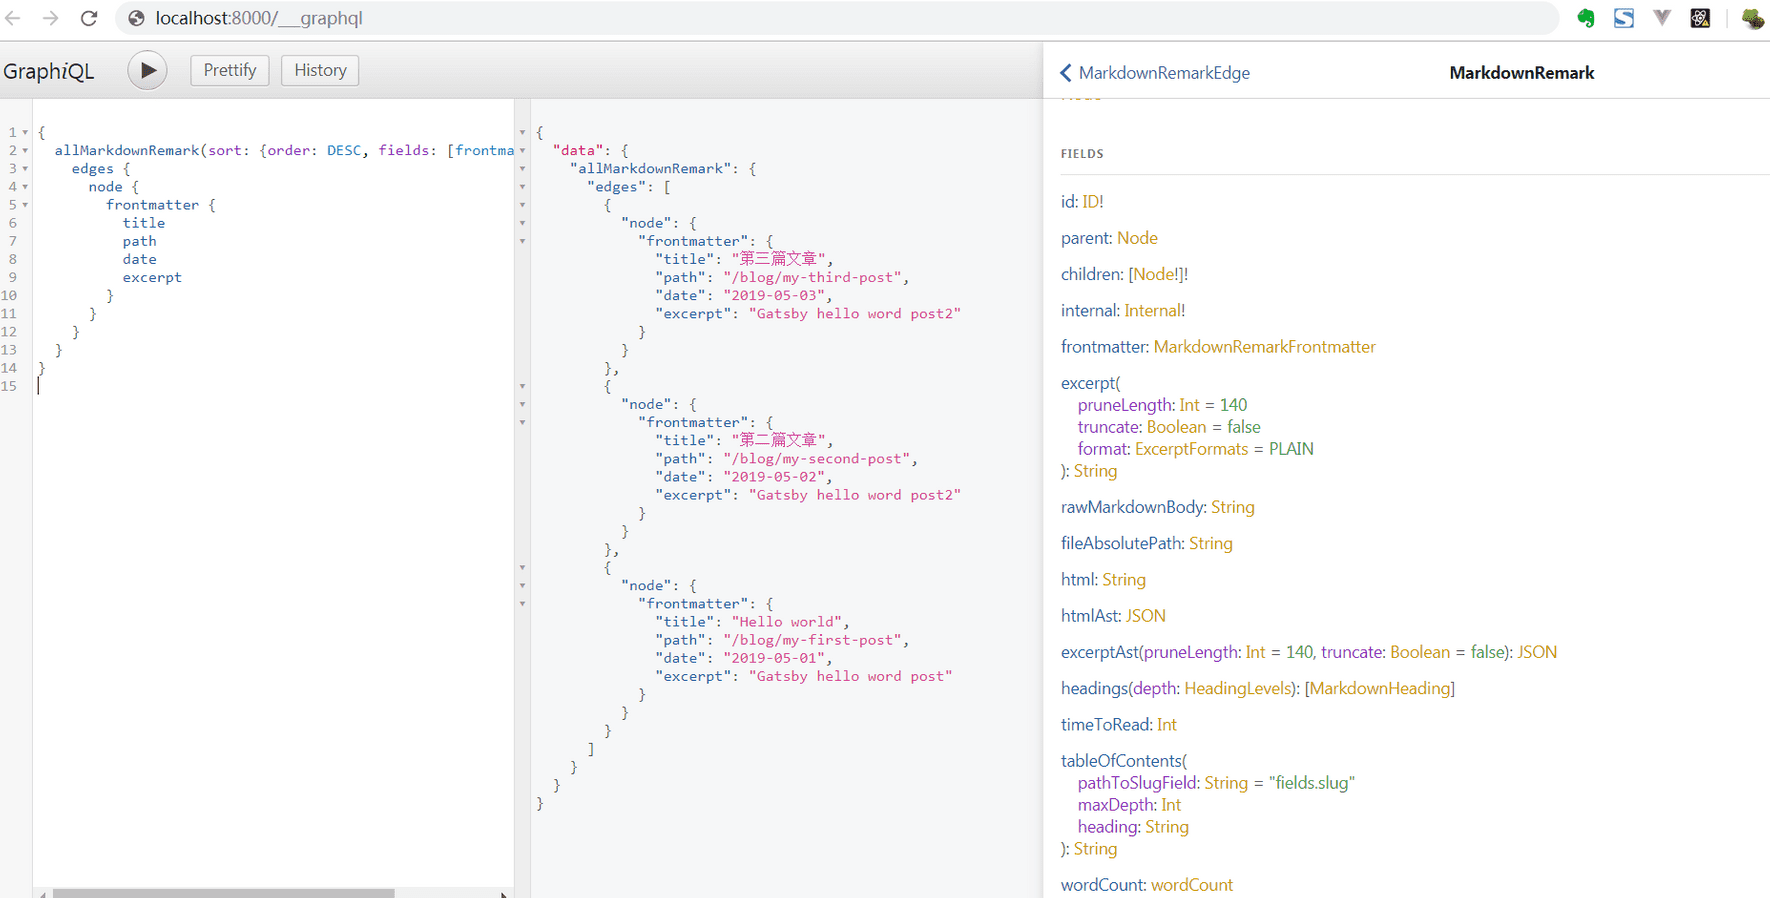 localhost:8000/___graphql
GraphiQL
Prettify
History
MarkdownRemarkEdge
MarkdownRemark
1 {
2 allMarkdownRemark(sort: {order: DESC, fields: [frontma
3 edges {
4 node {
5 frontmatter {
6 title
7 path
8 date
9 excerpt
10 }
11 }
12 }
13 }
14 }
15
{
"data": {
"allMarkdownRemark": {
"edges": [
{
"node": {
"frontmatter": {
"title": "第三篇文章",
"path": "/blog/my-third-post",
"date": "2019-05-03",
"excerpt": "Gatsby hello word post2"
}
}
},
{
"node": {
"frontmatter": {
"title": "第二篇文章",
"path": "/blog/my-second-post",
"date": "2019-05-02",
"excerpt": "Gatsby hello word post2"
}
}
},
{
"node": {
"frontmatter": {
"title": "Hello world",
"path": "/blog/my-first-post",
"date": "2019-05-01",
"excerpt": "Gatsby hello word post"
}
}
}
]
}
}
}
FIELDS
id: ID!
parent: Node
children: [Node!]!
internal: Internal!
frontmatter: MarkdownRemarkFrontmatter
excerpt(
pruneLength: Int = 140
truncate: Boolean = false
format: ExcerptFormats = PLAIN
): String
rawMarkdownBody: String
fileAbsolutePath: String
html: String
htmlAst: JSON
excerptAst(pruneLength: Int = 140, truncate: Boolean = false): JSON
headings(depth: HeadingLevels): [MarkdownHeading]
timeToRead: Int
tableOfContents(
pathToSlugField: String = "fields.slug"
maxDepth: Int
heading: String
): String
wordCount: wordCount